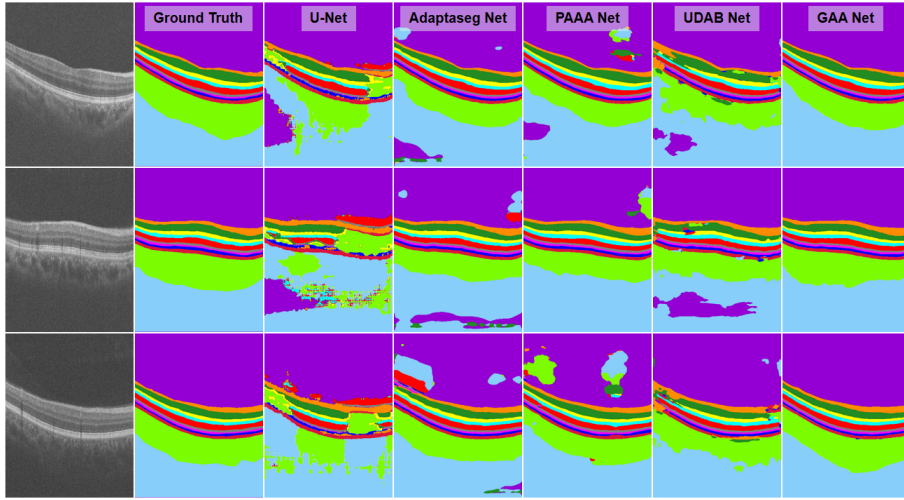 Ground Truth
U-Net
Adaptaseg Net
PAAA Net
UDAB Net
GAA Net